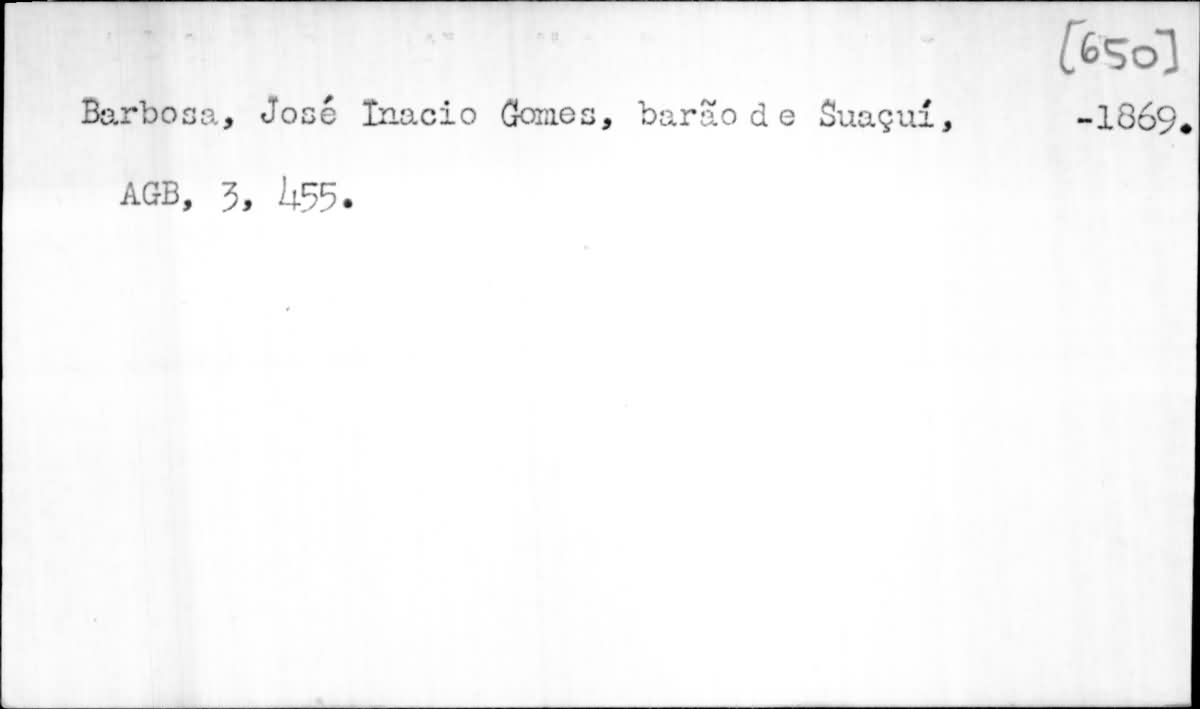 [650]
Barbosa, José Inacio Gomes, barão de Suaçuí, -1869.
AGB, 3, 455.